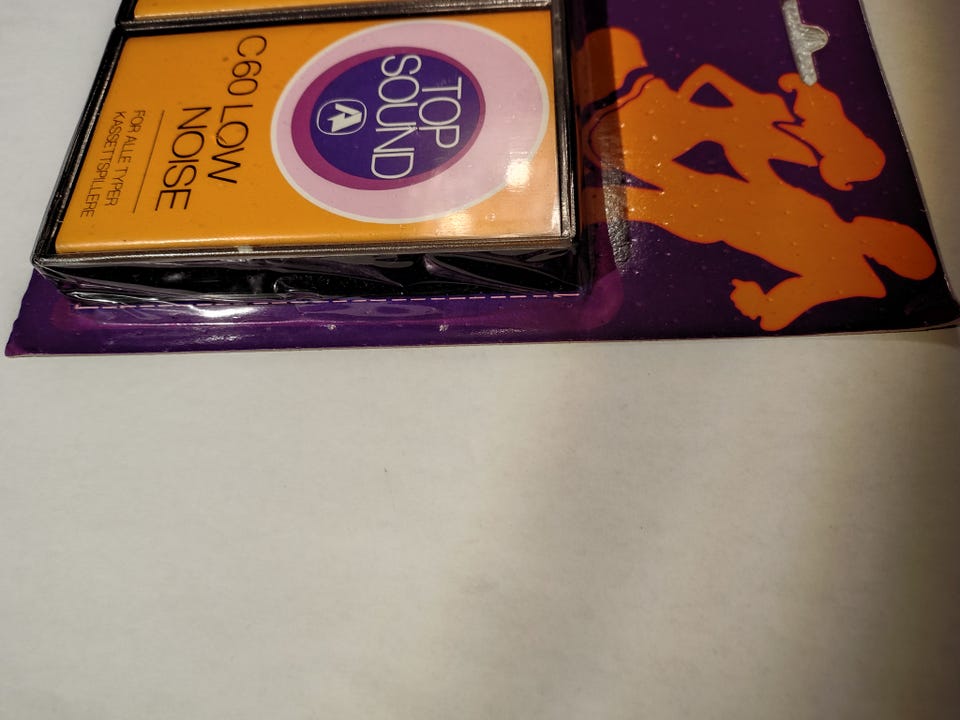 TOP
SOUND
A
C60 LOW
NOISE
FOR ALLE TYPER
KASSETTSPILLERE